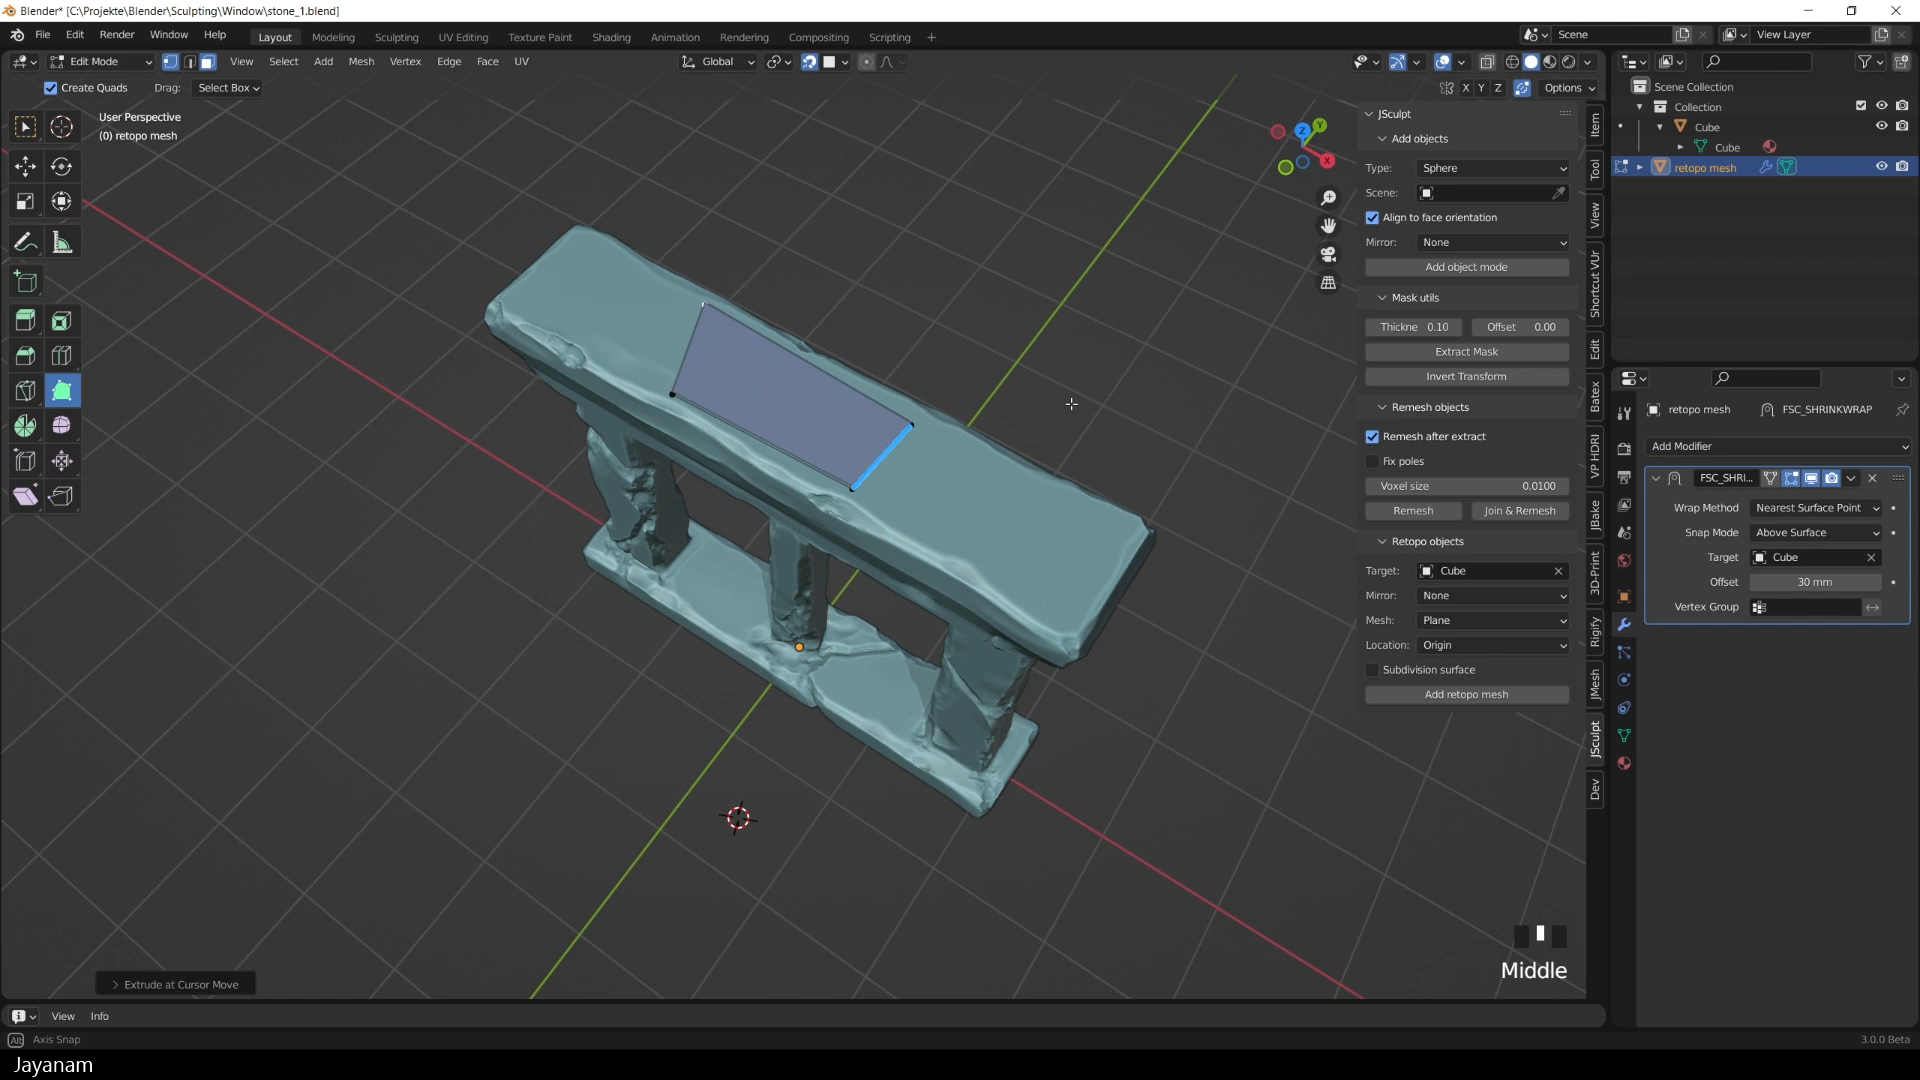 Blender* [C:\Projekte\Blender\Sculpting\Window\stone_1.blend]
File Edit Render Window Help
Layout Modeling Sculpting UV Editing Texture Paint Shading Animation Rendering Compositing Scripting +
Scene
View Layer
Edit Mode
View Select Add Mesh Vertex Edge Face UV
Global
Create Quads
Drag: Select Box
X Y Z
Options
User Perspective
(0) retopo mesh
Z Y X
JSculpt
Add objects
Type: Sphere
Scene:
Align to face orientation
Mirror: None
Add object mode
Mask utils
Thickne 0.10
Offset 0.00
Extract Mask
Invert Transform
Remesh objects
Remesh after extract
Fix poles
Voxel size 0.0100
Remesh
Join & Remesh
Retopo objects
Target: Cube
Mirror: None
Mesh: Plane
Location: Origin
Subdivision surface
Add retopo mesh
Item
Tool
View
Shortcut VUr
Edit
Batex
VP HDRI
JBake
3D-Print
Rigify
JMesh
JSculpt
Dev
Scene Collection
Collection
Cube
Cube
retopo mesh
retopo mesh
FSC_SHRINKWRAP
Add Modifier
FSC_SHRI...
Wrap Method Nearest Surface Point
Snap Mode Above Surface
Target Cube
Offset 30 mm
Vertex Group
Middle
Extrude at Cursor Move
View Info
Alt Axis Snap
3.0.0 Beta
Jayanam